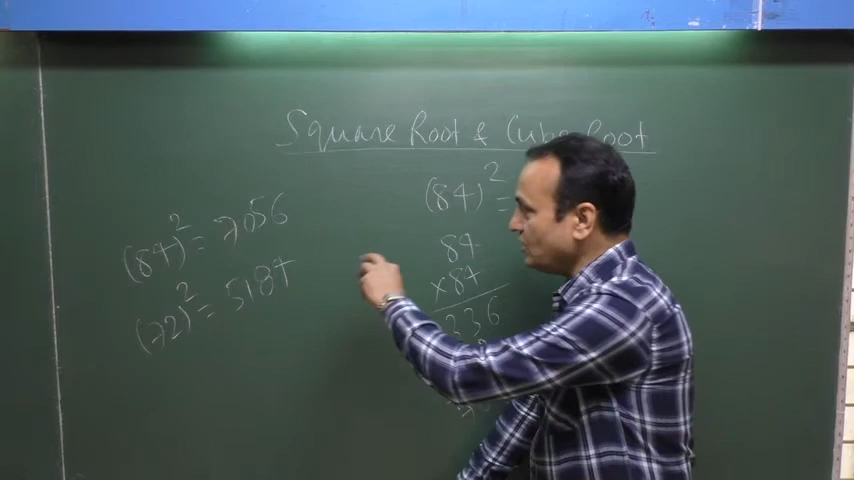 Square Root & Cube Root
(84)² = 7056
(72)² = 5184
(84)² =
84
×84
336